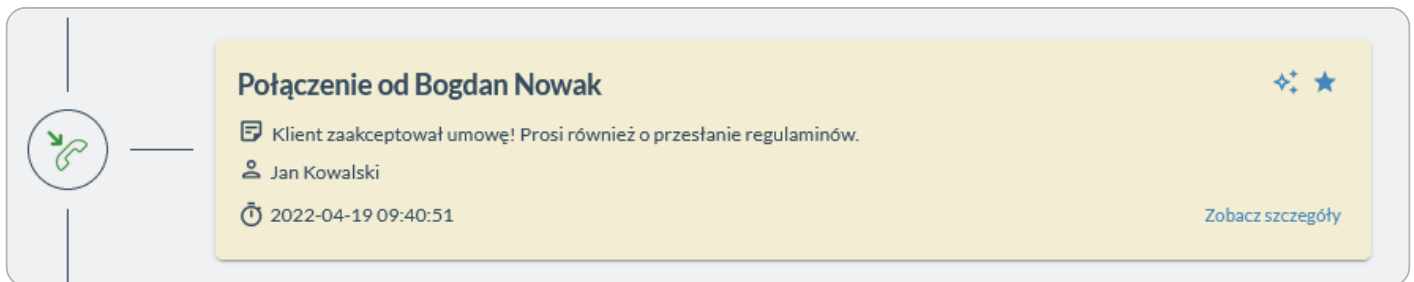 Połączenie od Bogdan Nowak
Klient zaakceptował umowę! Prosi również o przesłanie regulaminów.
Jan Kowalski
2022-04-19 09:40:51
Zobacz szczegóły